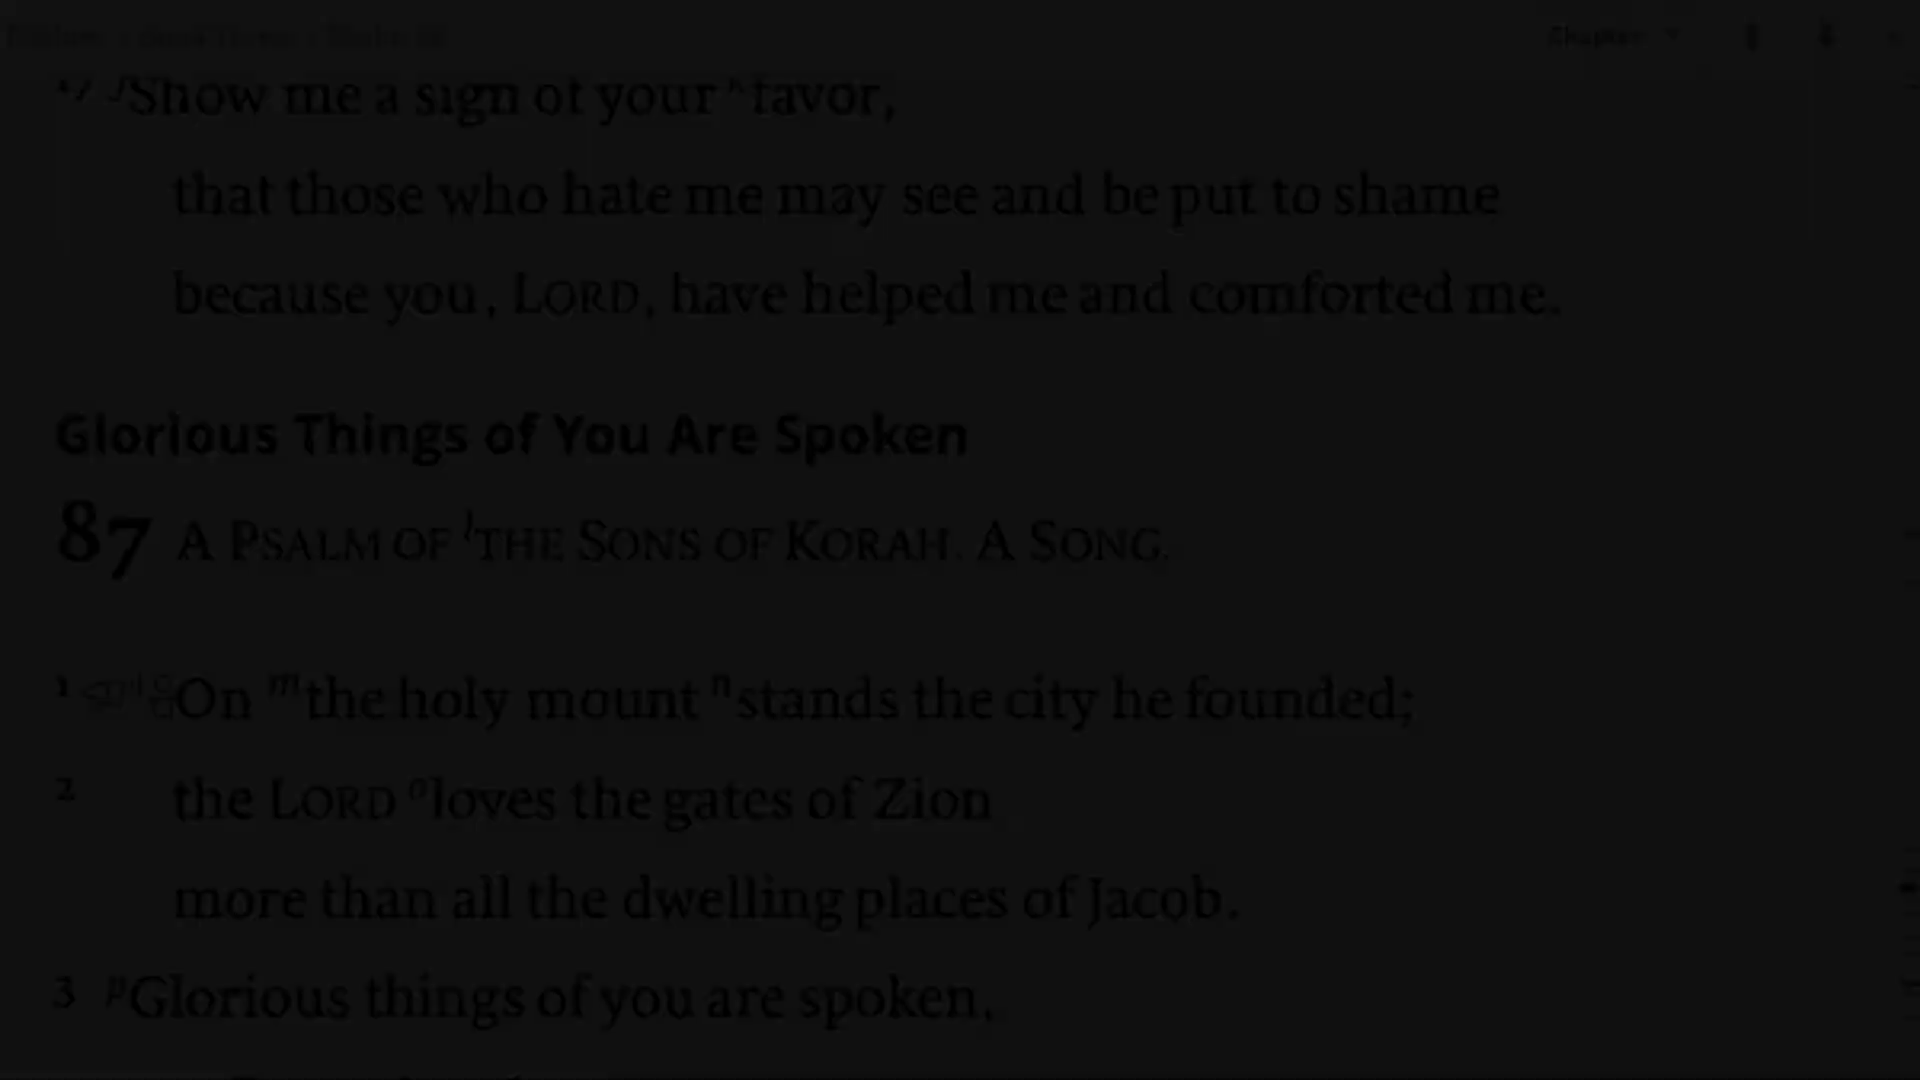 Chapter
17 j Show me a sign of your k favor,
that those who hate me may see and be put to shame
because you, LORD, have helped me and comforted me.
Glorious Things of You Are Spoken
87 A PSALM OF l THE SONS OF KORAH. A SONG.
1 On m the holy mount n stands the city he founded;
2 the LORD o loves the gates of Zion
more than all the dwelling places of Jacob.
3 p Glorious things of you are spoken,